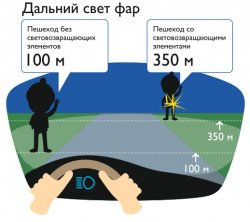 Дальний свет фар
Пешеход без
световозвращающих
элементов
100 м
Пешеход со
световозвращающими
элементами
350 м
350 м
100 м